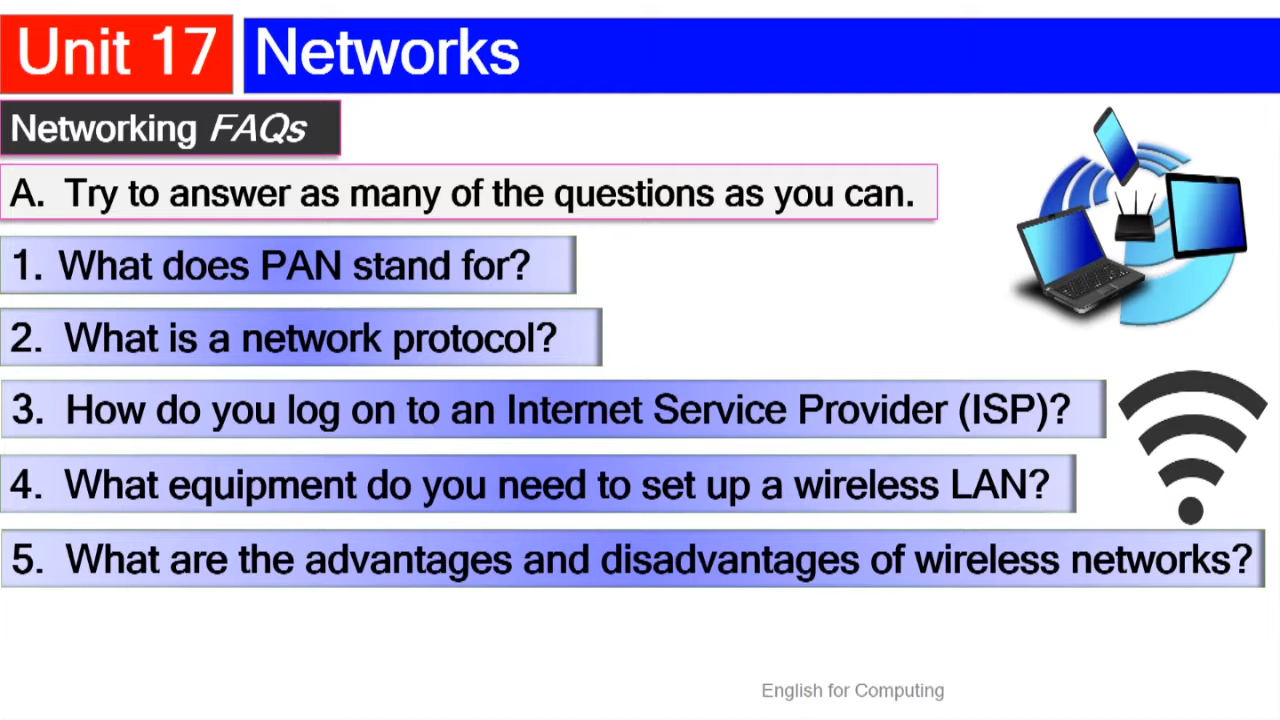 Unit 17 Networks
Networking FAQs
A. Try to answer as many of the questions as you can.
1. What does PAN stand for?
2. What is a network protocol?
3. How do you log on to an Internet Service Provider (ISP)?
4. What equipment do you need to set up a wireless LAN?
5. What are the advantages and disadvantages of wireless networks?
English for Computing